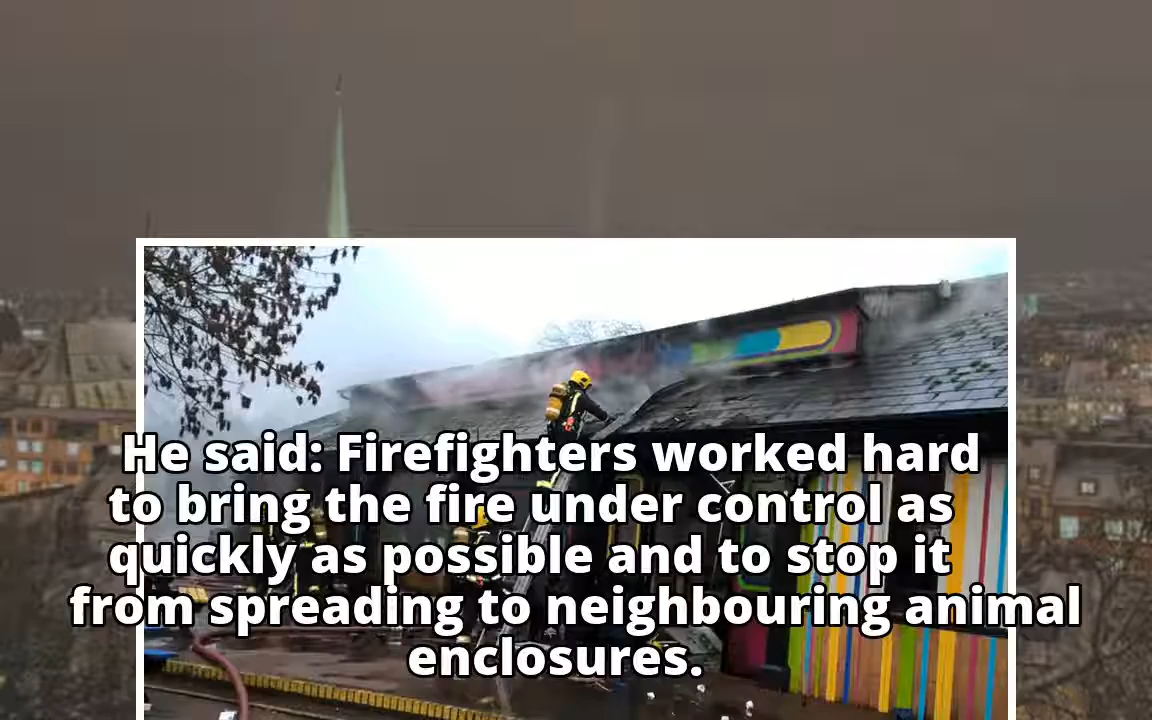 He said: Firefighters worked hard
to bring the fire under control as
quickly as possible and to stop it
from spreading to neighbouring animal
enclosures.